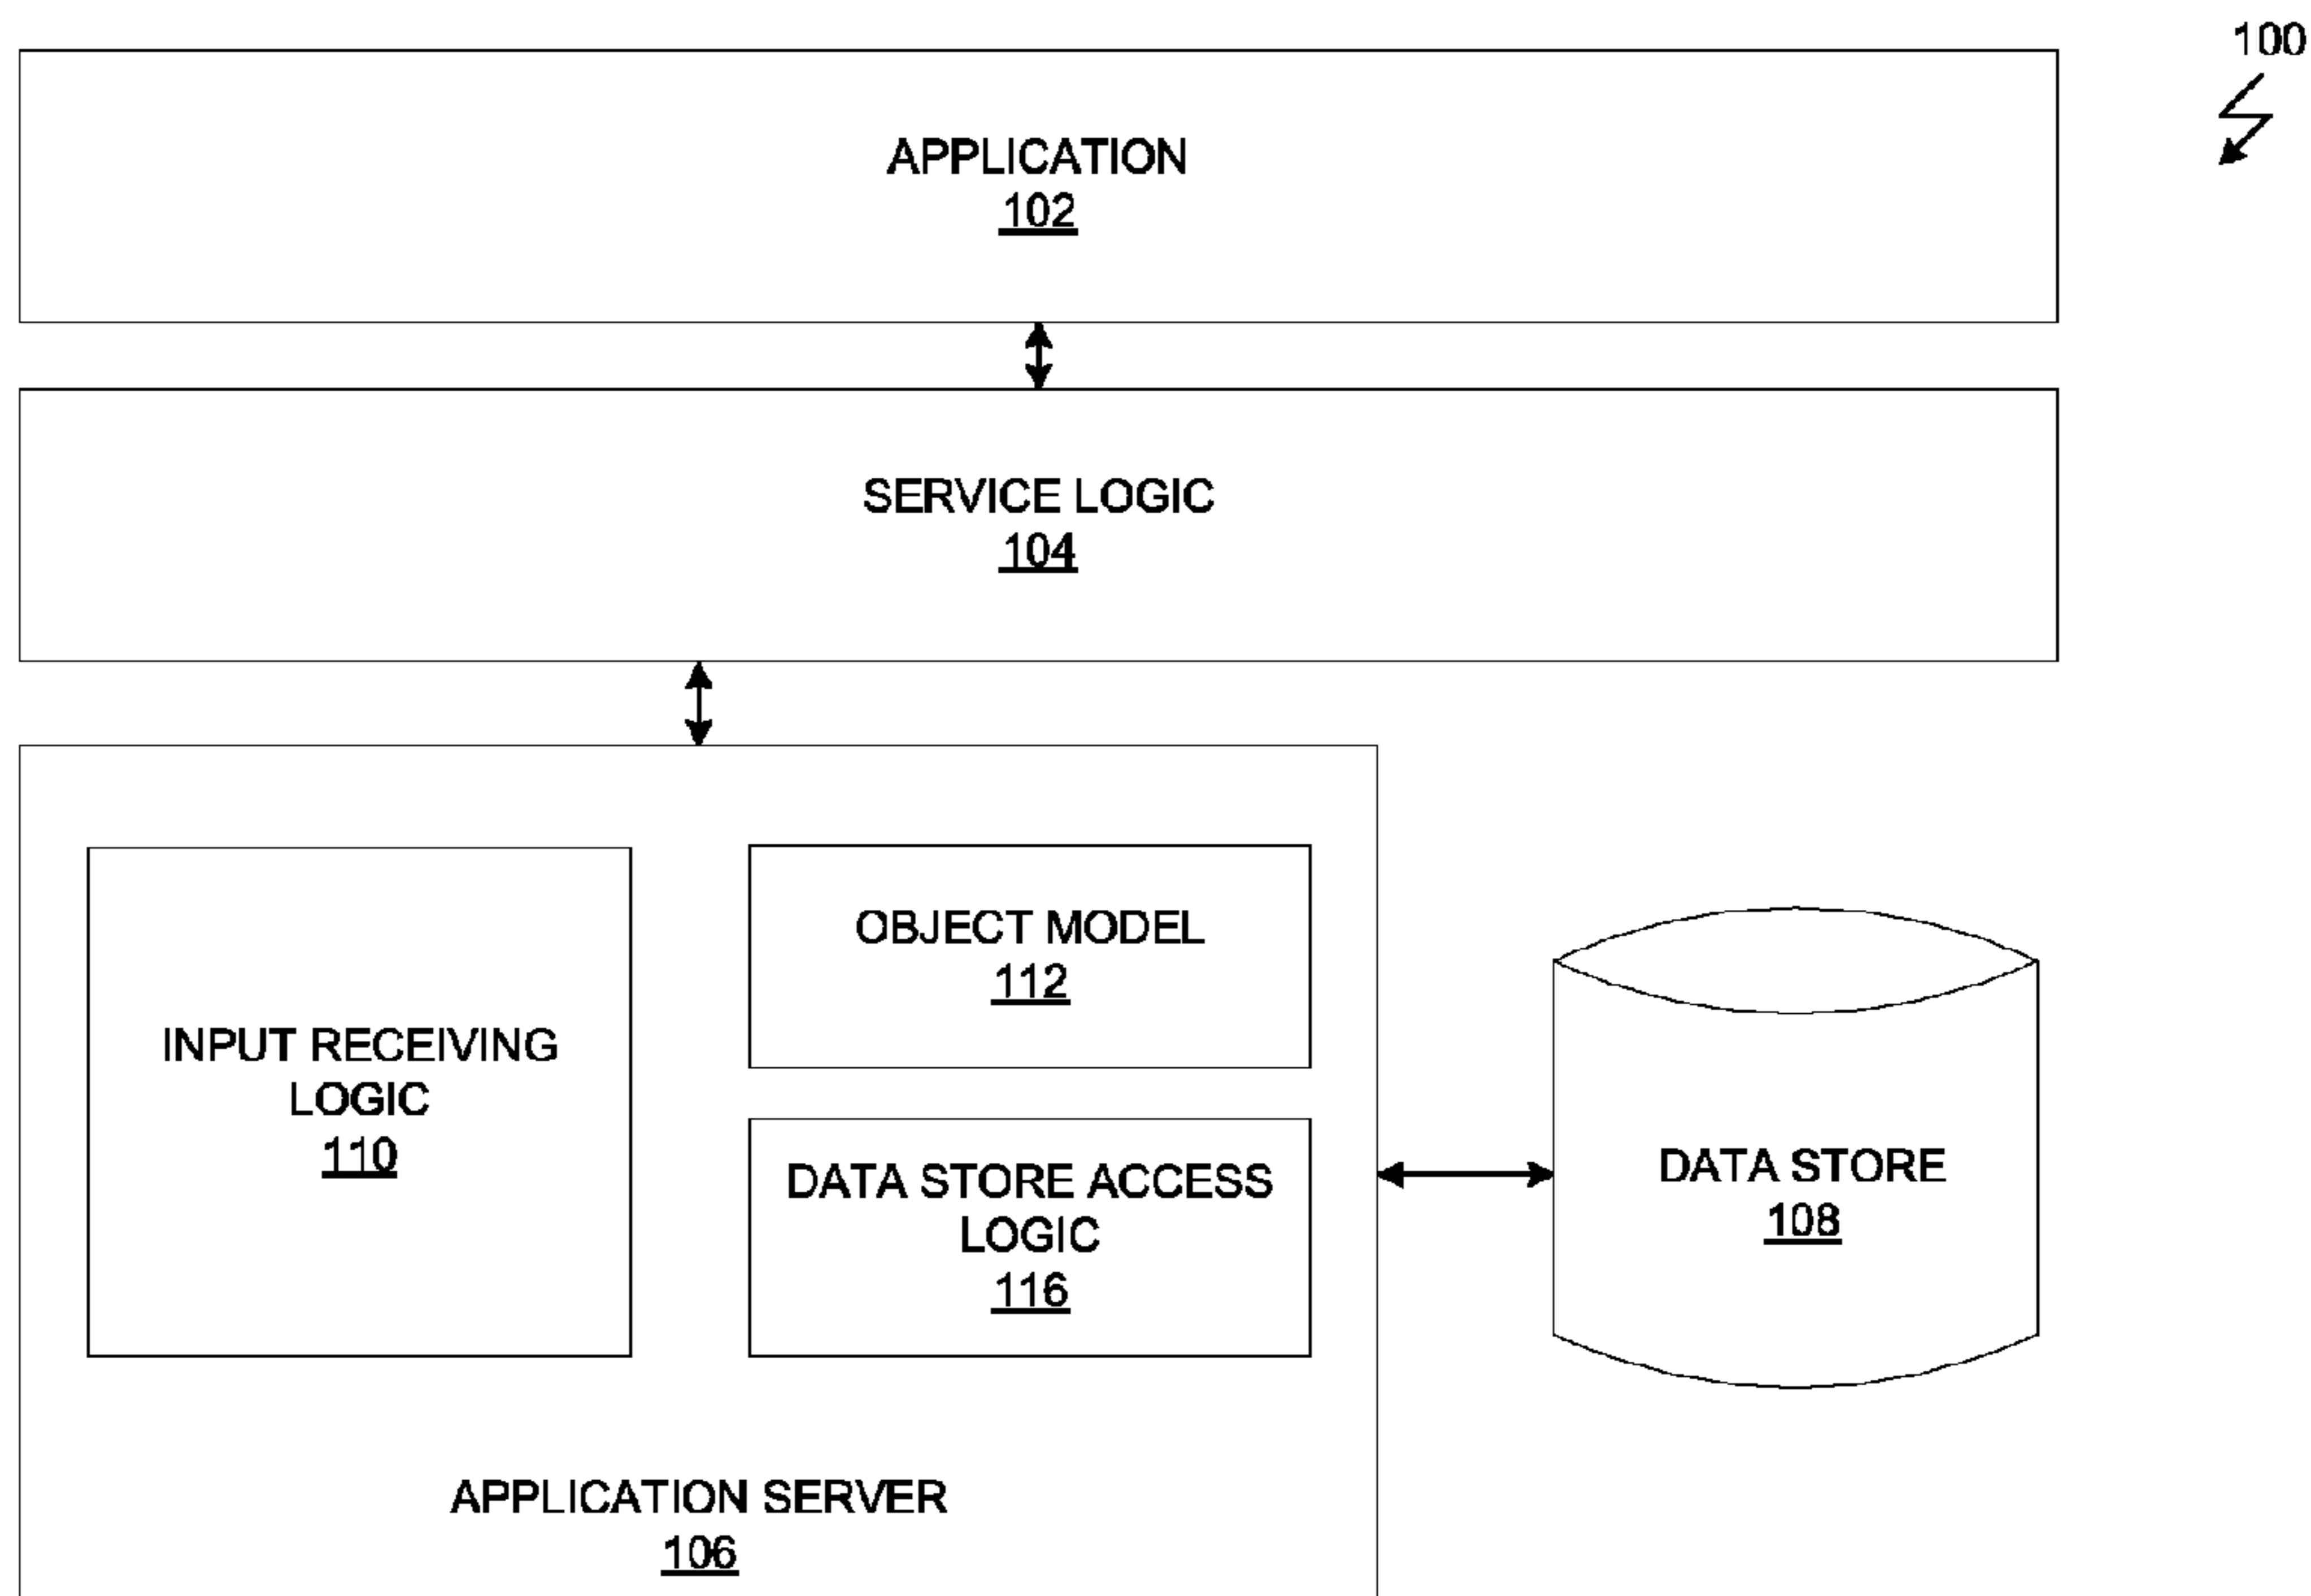 100
APPLICATION
102
SERVICE LOGIC
104
INPUT RECEIVING
LOGIC
110
OBJECT MODEL
112
DATA STORE ACCESS
LOGIC
116
DATA STORE
108
APPLICATION SERVER
106